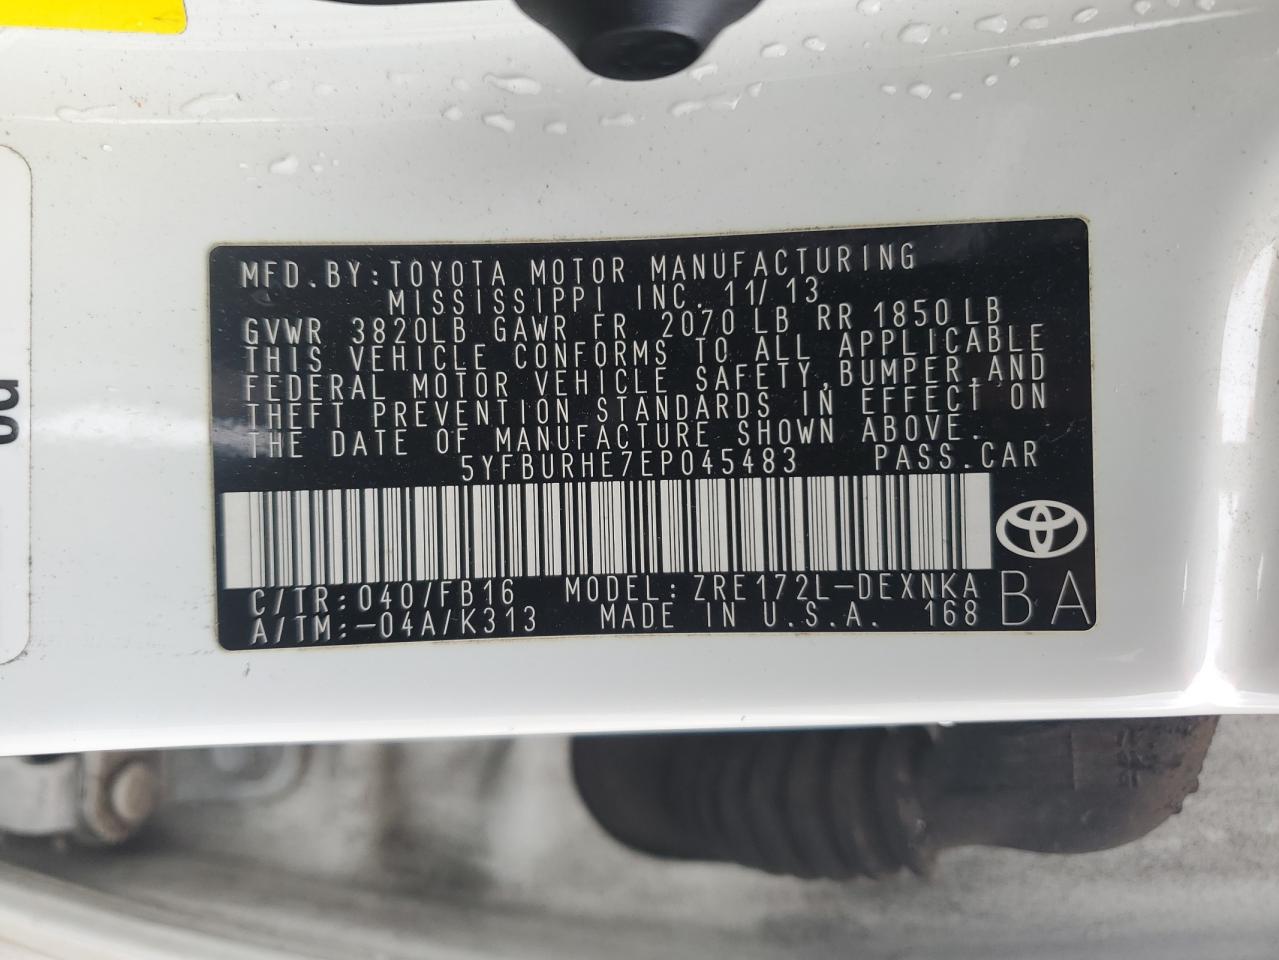 MFD.BY:TOYOTA MOTOR MANUFACTURING
MISSISSIPPI INC. 11/13
GVWR 3820LB GAWR FR 2070LB RR 1850LB
THIS VEHICLE CONFORMS TO ALL APPLICABLE
FEDERAL MOTOR VEHICLE SAFETY,BUMPER,AND
THEFT PREVENTION STANDARDS IN EFFECT ON
THE DATE OF MANUFACTURE SHOWN ABOVE.
5YFBURHE7EP045483 PASS.CAR
C/TR:040/FB16 MODEL:ZRE172L-DEXNKA
A/TM:-04A/K313 MADE IN U.S.A. 168 BA